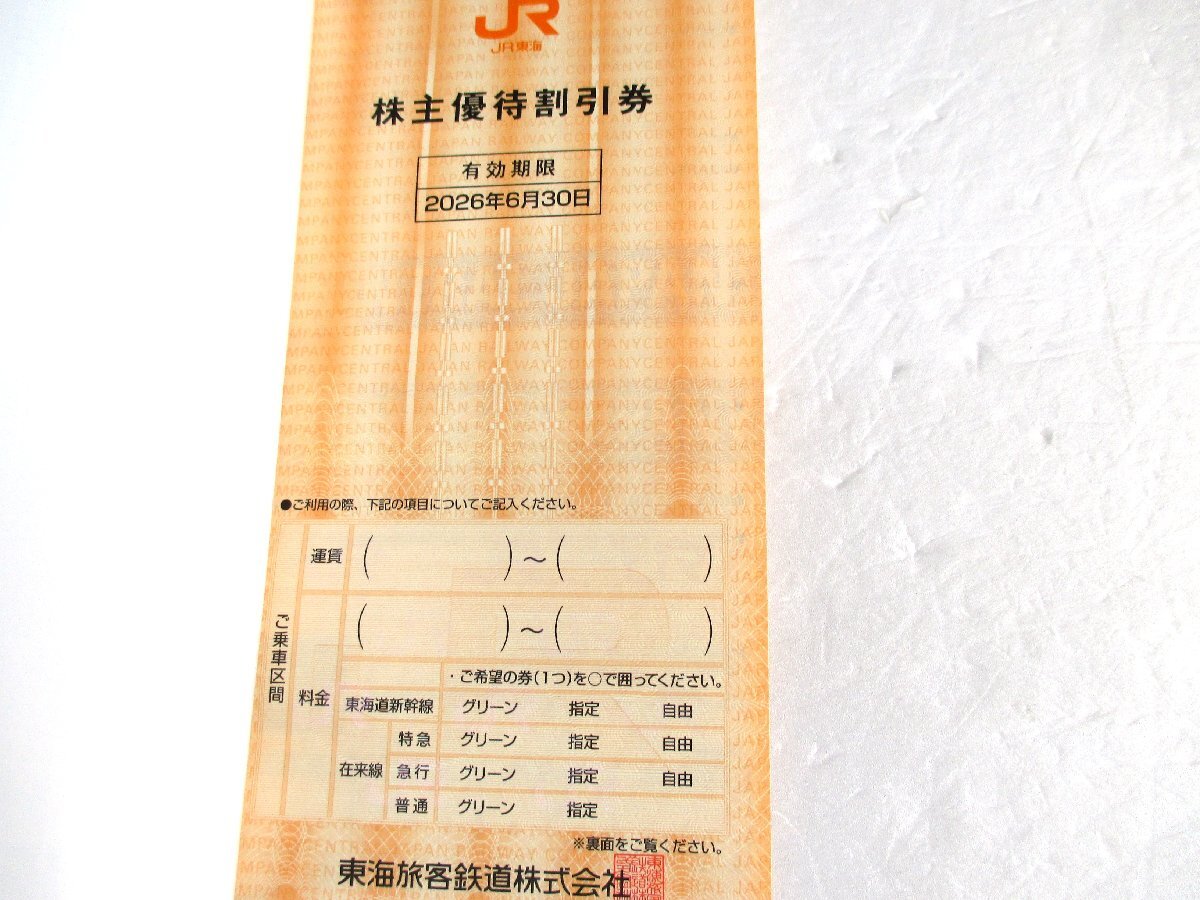 JR
JR東海
株主優待割引券
有効期限
2026年6月30日
●ご利用の際、下記の項目についてご記入ください。
ご乗車区間
運賃 ( )～( )
料金 ( )～( )
・ご希望の券(1つ)を○で囲ってください。
東海道新幹線 グリーン 指定 自由
在来線
特急 グリーン 指定 自由
急行 グリーン 指定 自由
普通 グリーン 指定
※裏面をご覧ください。
東海旅客鉄道株式会社